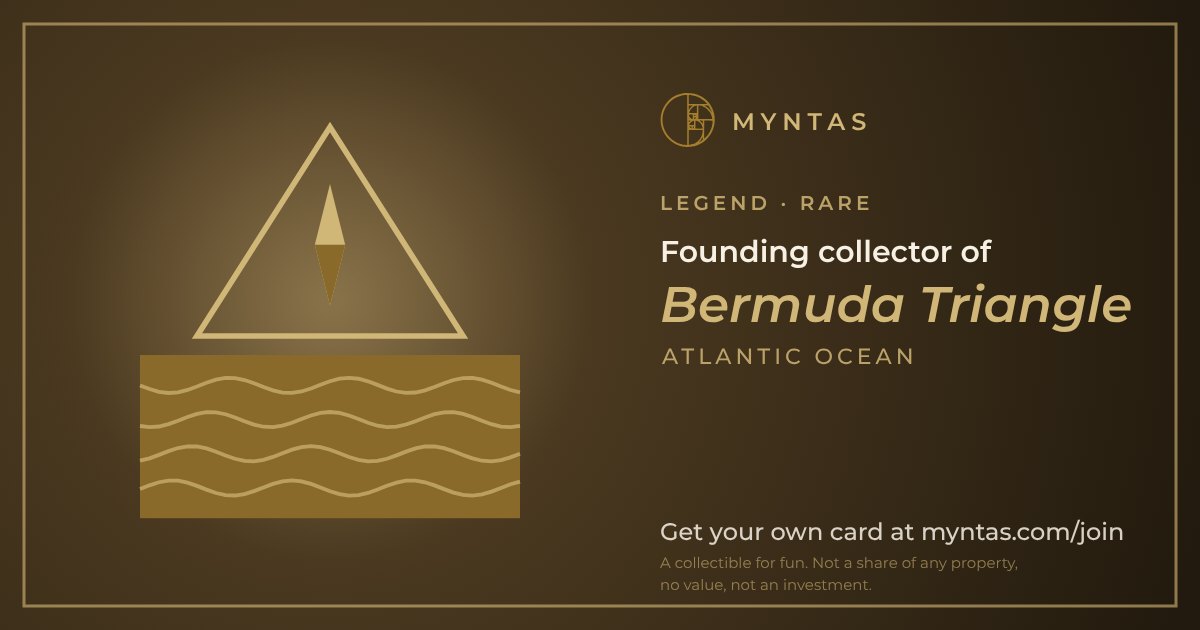 MYNTAS
LEGEND · RARE
Founding collector of
Bermuda Triangle
ATLANTIC OCEAN
Get your own card at myntas.com/join
A collectible for fun. Not a share of any property,
no value, not an investment.